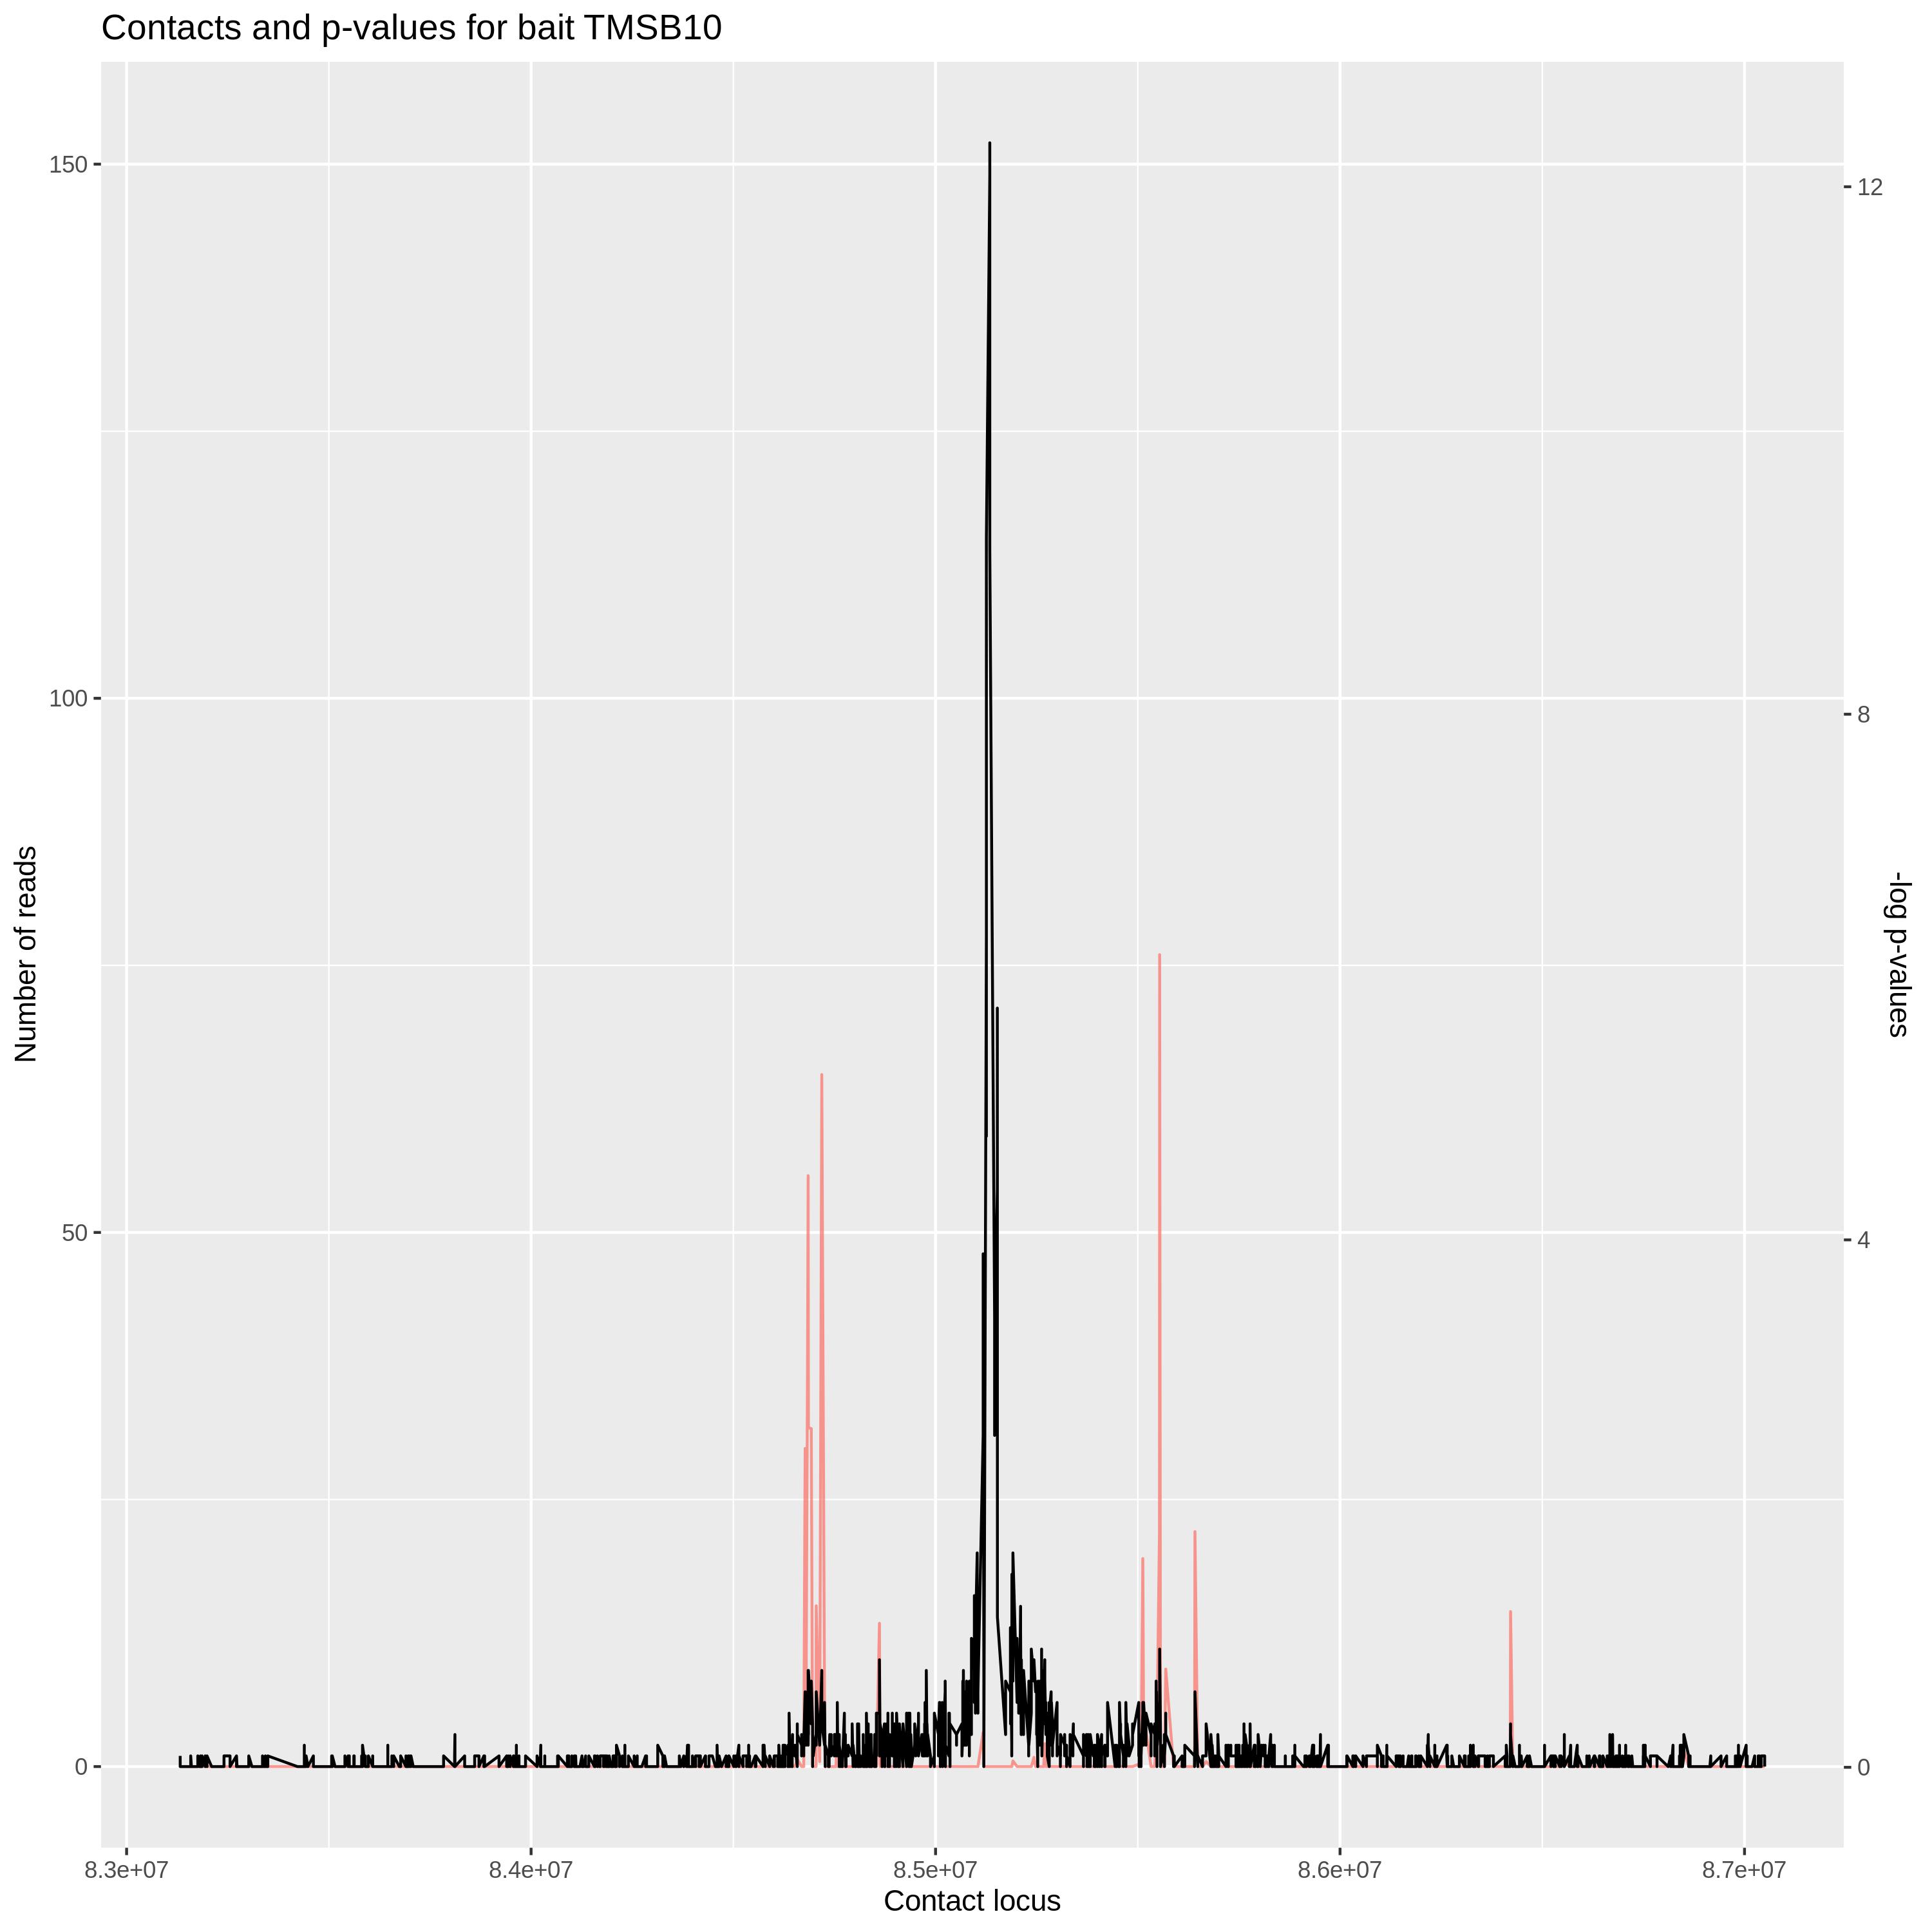 Contacts and p-values for bait TMSB10
150
100
50
0
Number of reads
12
8
4
0
-log p-values
8.3e+07
8.4e+07
8.5e+07
8.6e+07
8.7e+07
Contact locus